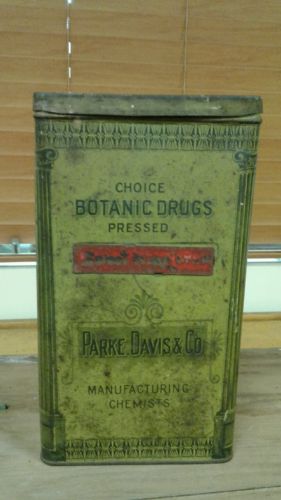 CHOICE
BOTANIC DRUGS
PRESSED
PARKE, DAVIS & CO
MANUFACTURING
CHEMISTS